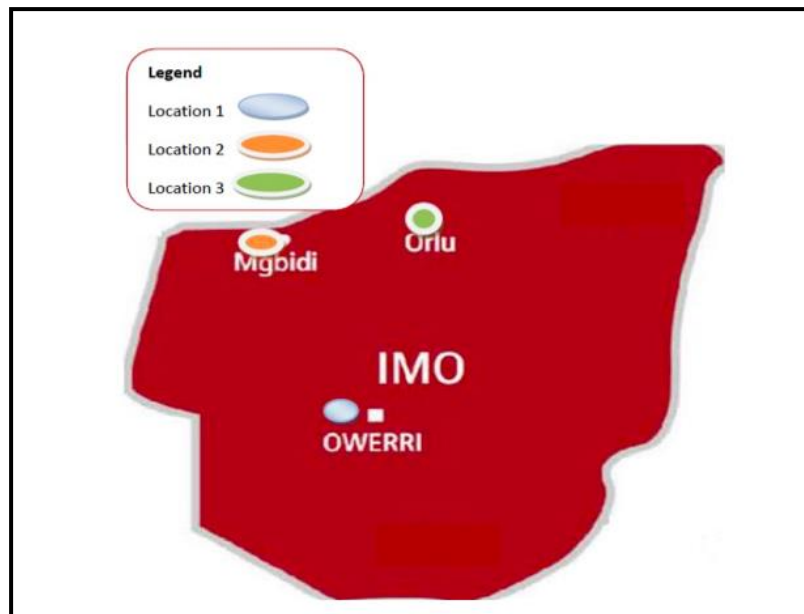 Legend
Location 1
Location 2
Location 3
Mgbidi
Orlu
IMO
OWERRI